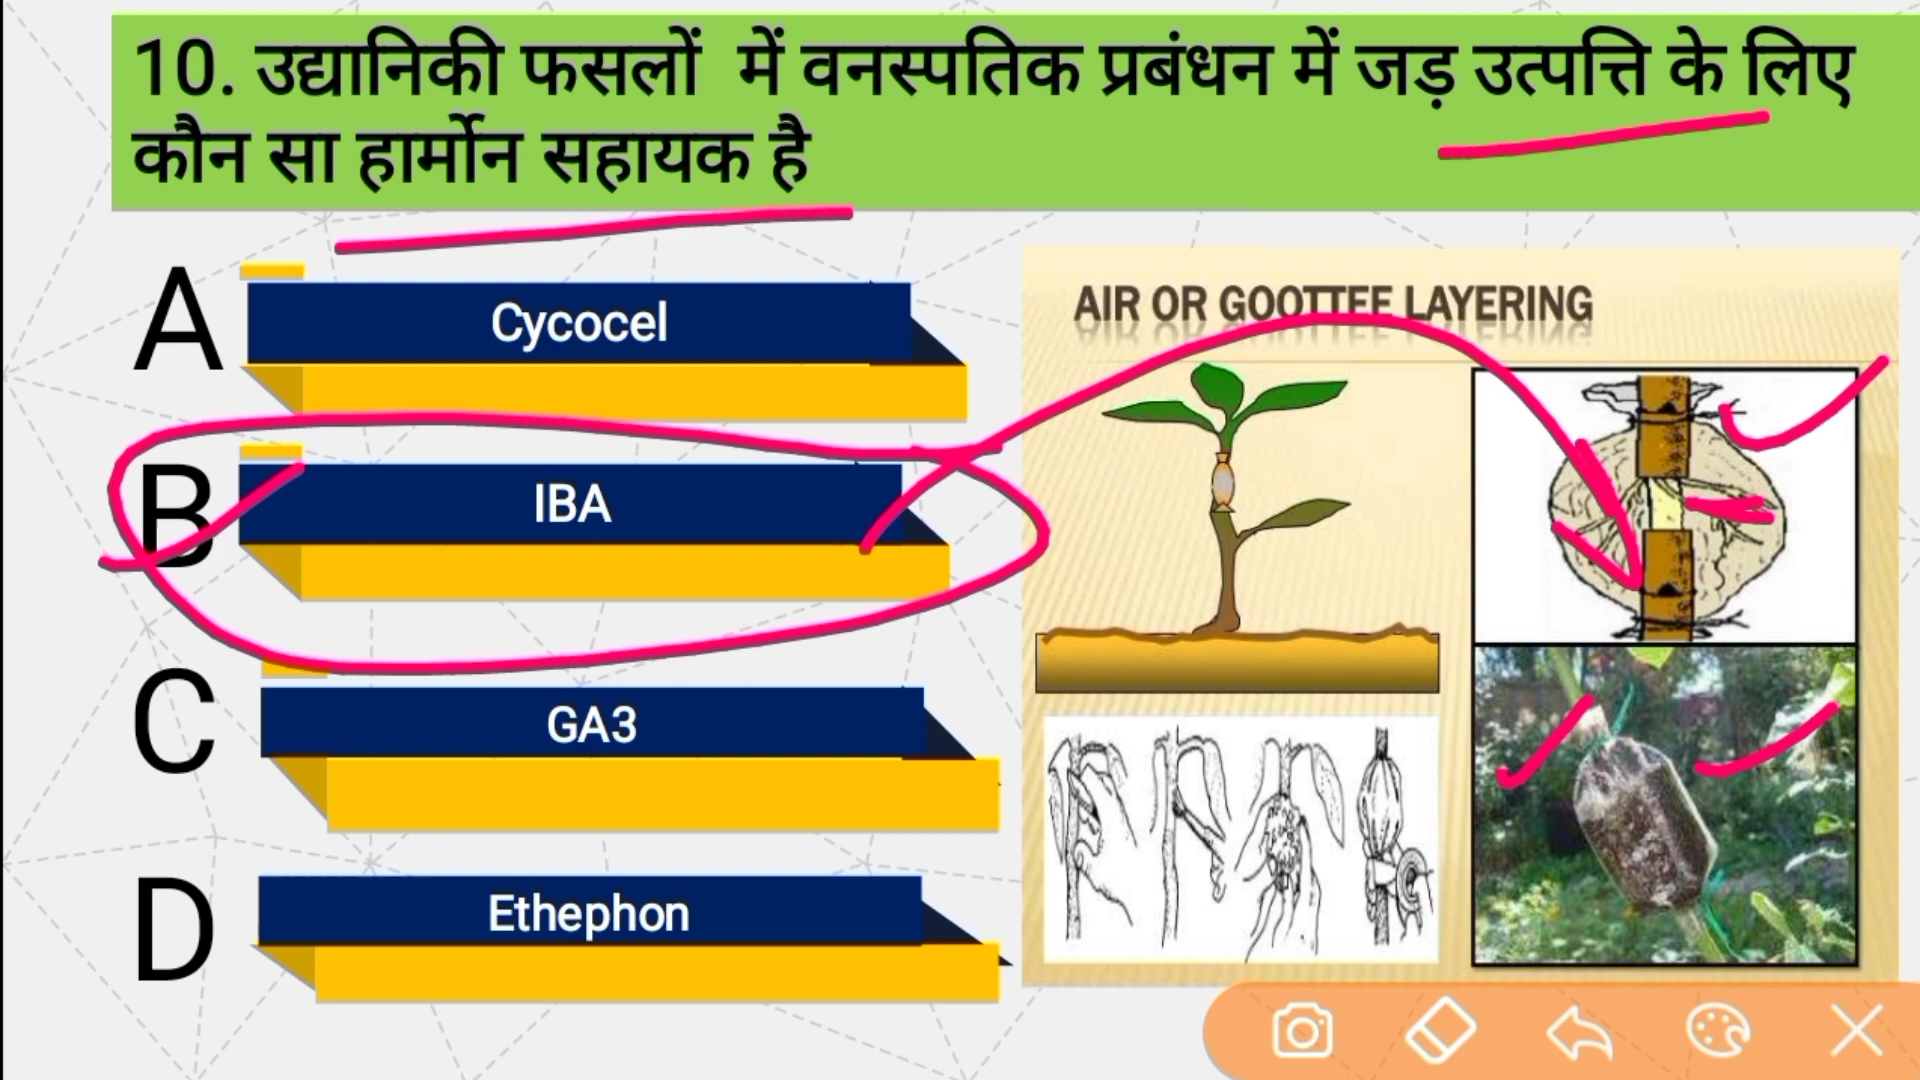 10. उद्यानिकी फसलों में वनस्पतिक प्रबंधन में जड़ उत्पत्ति के लिए
कौन सा हार्मोन सहायक है
A
Cycocel
B
IBA
C
GA3
D
Ethephon
AIR OR GOOTTEE LAYERING